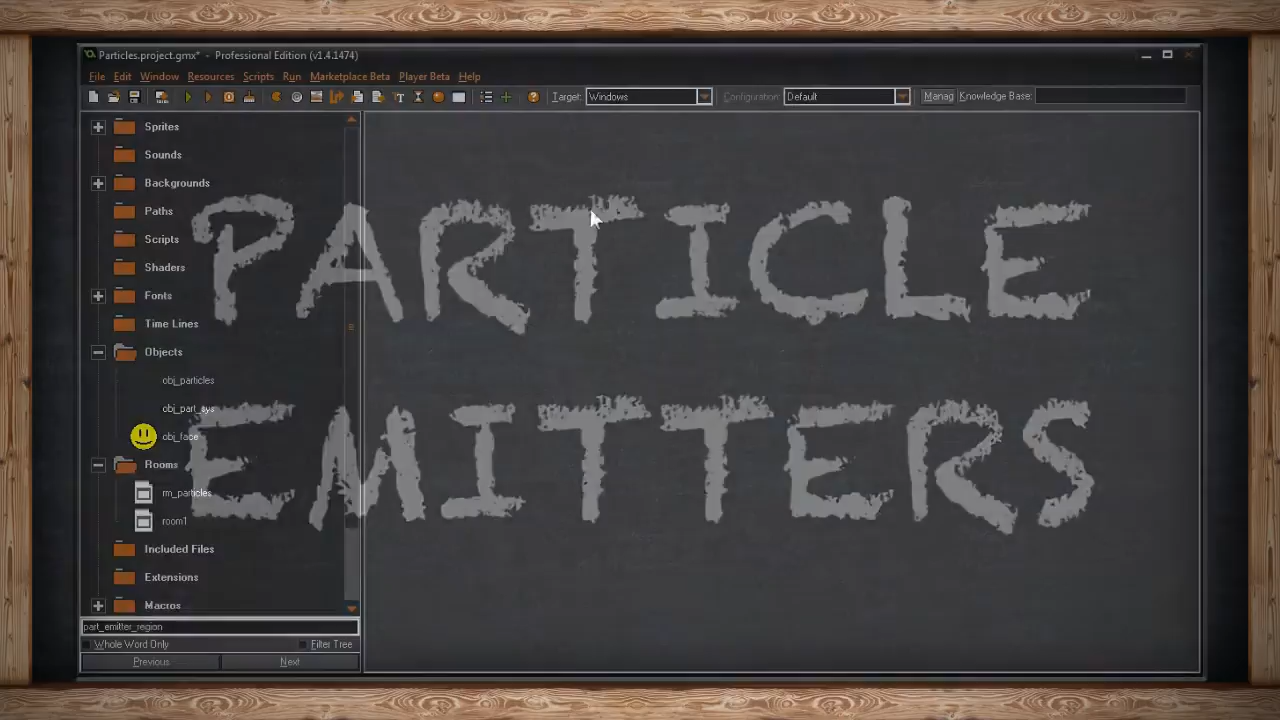 Particles.project.gmx* - Professional Edition (v1.4.1474)
File Edit Window Resources Scripts Run Marketplace Beta Player Beta Help
Target: Windows Configuration: Default Manag Knowledge Base:
Sprites
Sounds
Backgrounds
Paths
Scripts
Shaders
Fonts
Time Lines
Objects
obj_particles
obj_part_sys
obj_face
Rooms
rm_particles
room1
Included Files
Extensions
Macros
part_emitter_region
Whole Word Only Filter Tree
Previous Next
PARTICLE
EMITTERS